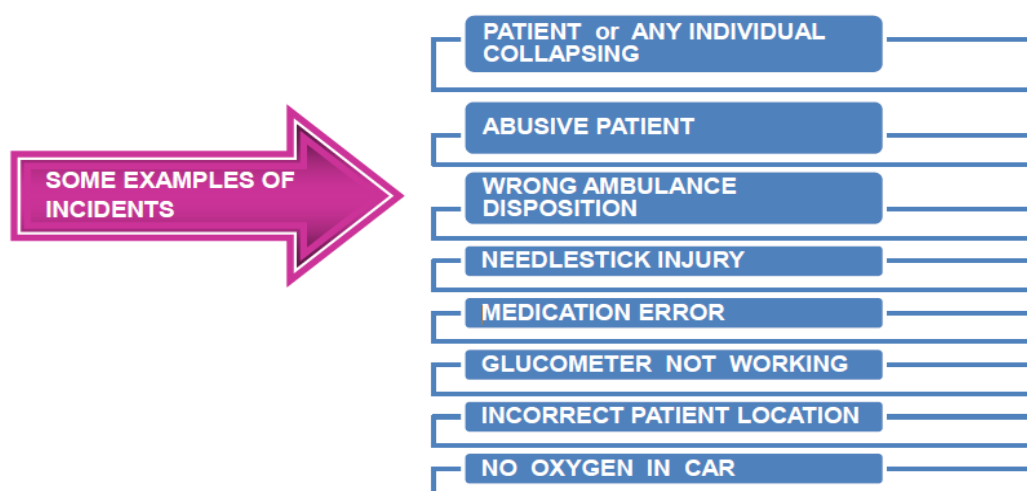 SOME EXAMPLES OF
INCIDENTS
PATIENT or ANY INDIVIDUAL
COLLAPSING
ABUSIVE PATIENT
WRONG AMBULANCE
DISPOSITION
NEEDLESTICK INJURY
MEDICATION ERROR
GLUCOMETER NOT WORKING
INCORRECT PATIENT LOCATION
NO OXYGEN IN CAR